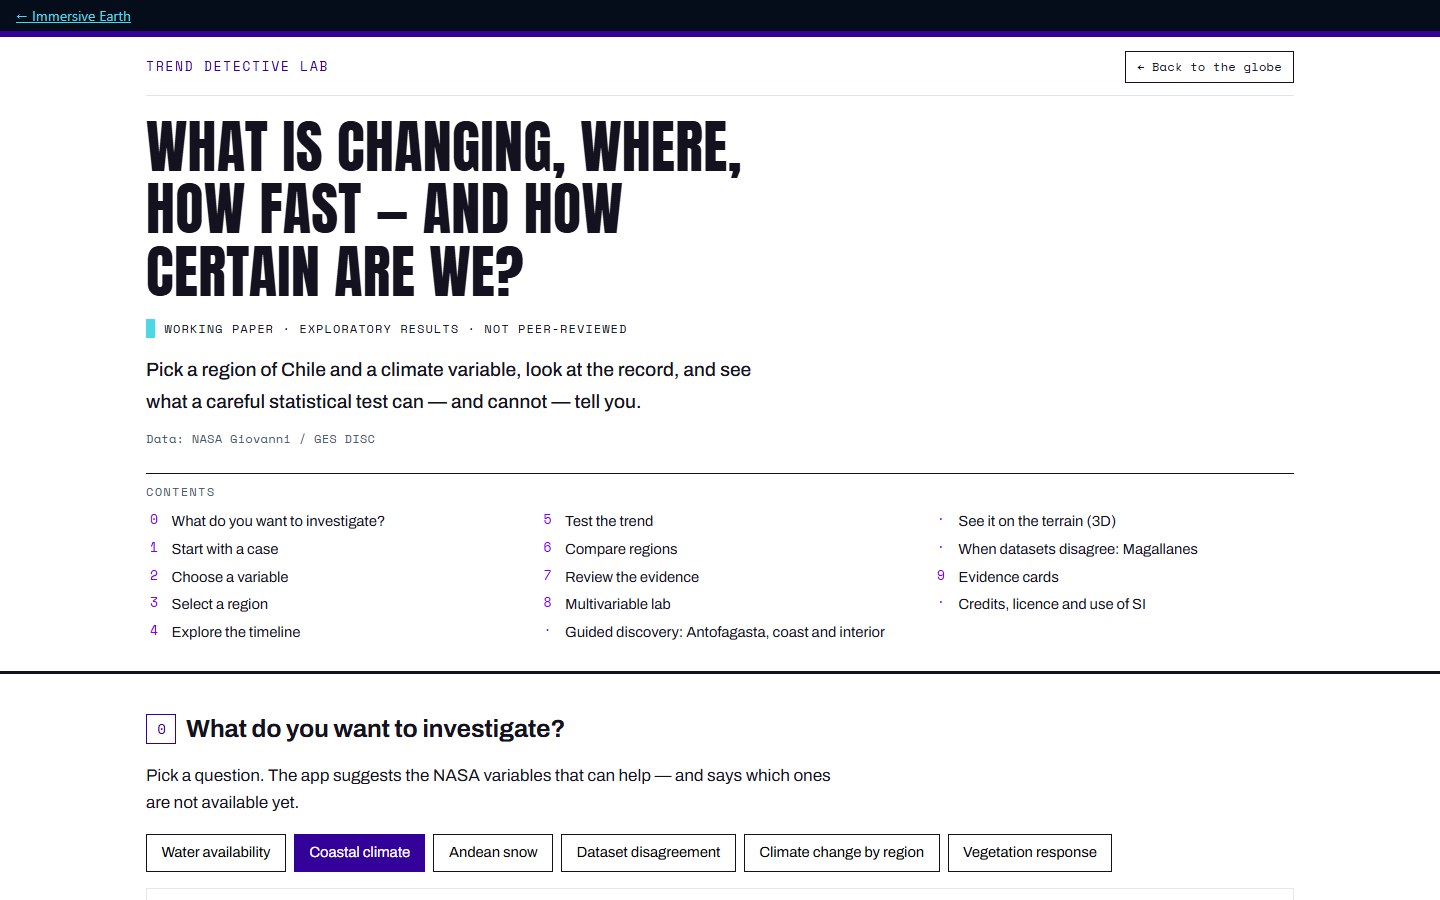 ← Immersive Earth
TREND DETECTIVE LAB
← Back to the globe
WHAT IS CHANGING, WHERE,
HOW FAST — AND HOW
CERTAIN ARE WE?
WORKING PAPER · EXPLORATORY RESULTS · NOT PEER-REVIEWED
Pick a region of Chile and a climate variable, look at the record, and see
what a careful statistical test can — and cannot — tell you.
Data: NASA Giovanni / GES DISC
CONTENTS
0 What do you want to investigate?
1 Start with a case
2 Choose a variable
3 Select a region
4 Explore the timeline
5 Test the trend
6 Compare regions
7 Review the evidence
8 Multivariable lab
· Guided discovery: Antofagasta, coast and interior
· See it on the terrain (3D)
· When datasets disagree: Magallanes
9 Evidence cards
· Credits, licence and use of SI
0 What do you want to investigate?
Pick a question. The app suggests the NASA variables that can help — and says which ones
are not available yet.
Water availability
Coastal climate
Andean snow
Dataset disagreement
Climate change by region
Vegetation response